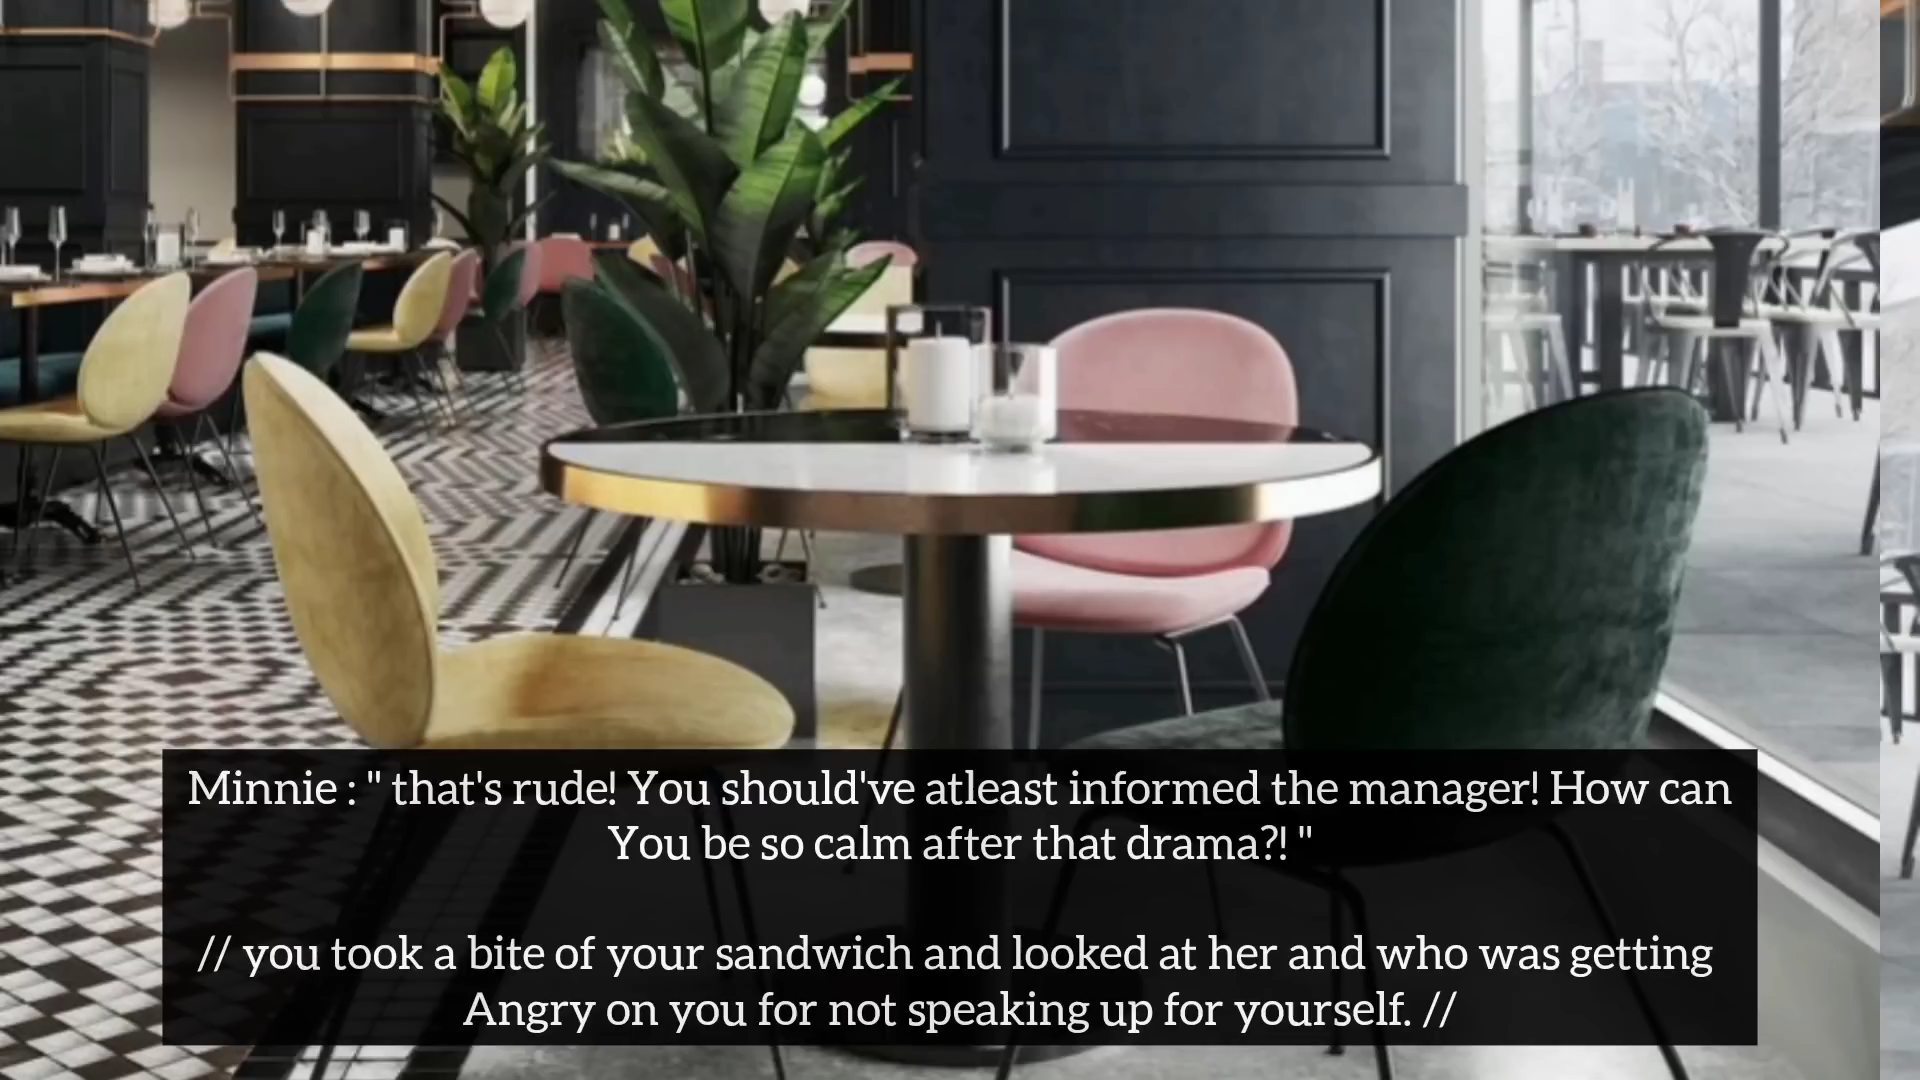 Minnie : " that's rude! You should've atleast informed the manager! How can
You be so calm after that drama?! "
// you took a bite of your sandwich and looked at her and who was getting
Angry on you for not speaking up for yourself. //